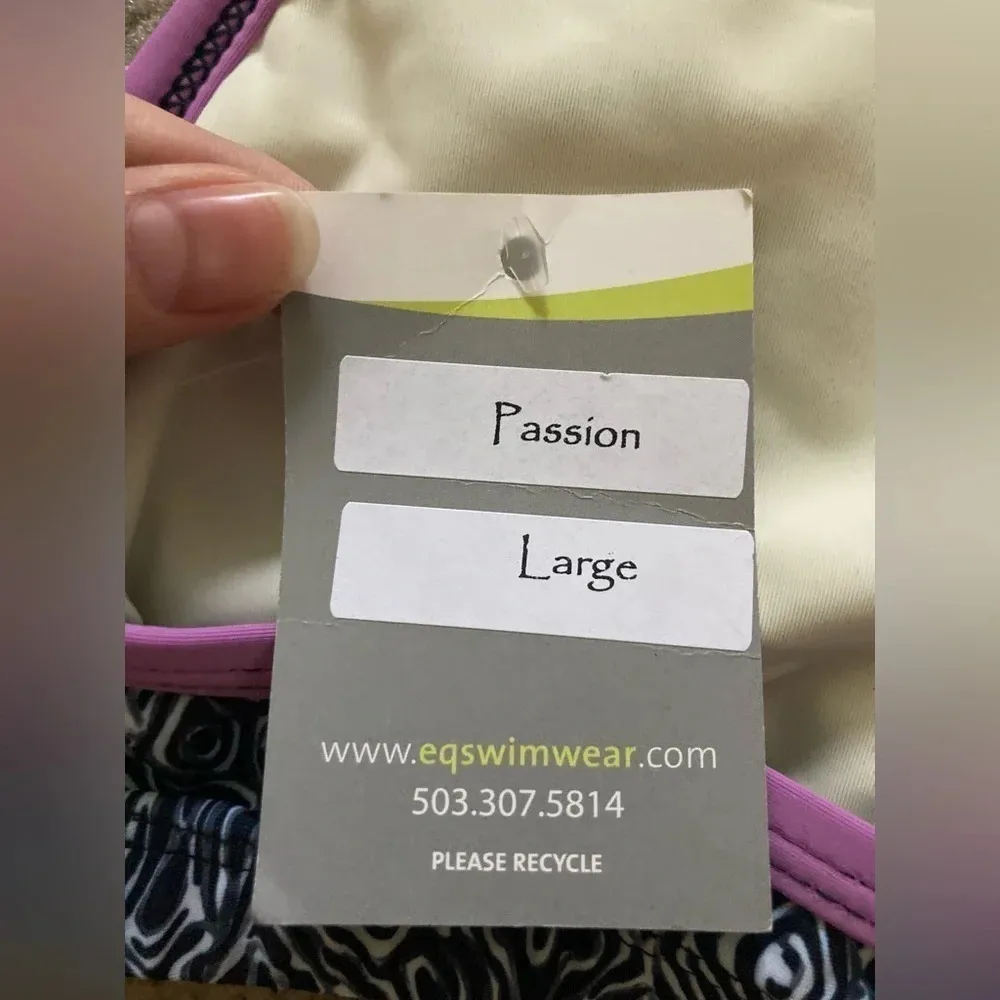 Passion
Large
www.eqswimwear.com
503.307.5814
PLEASE RECYCLE